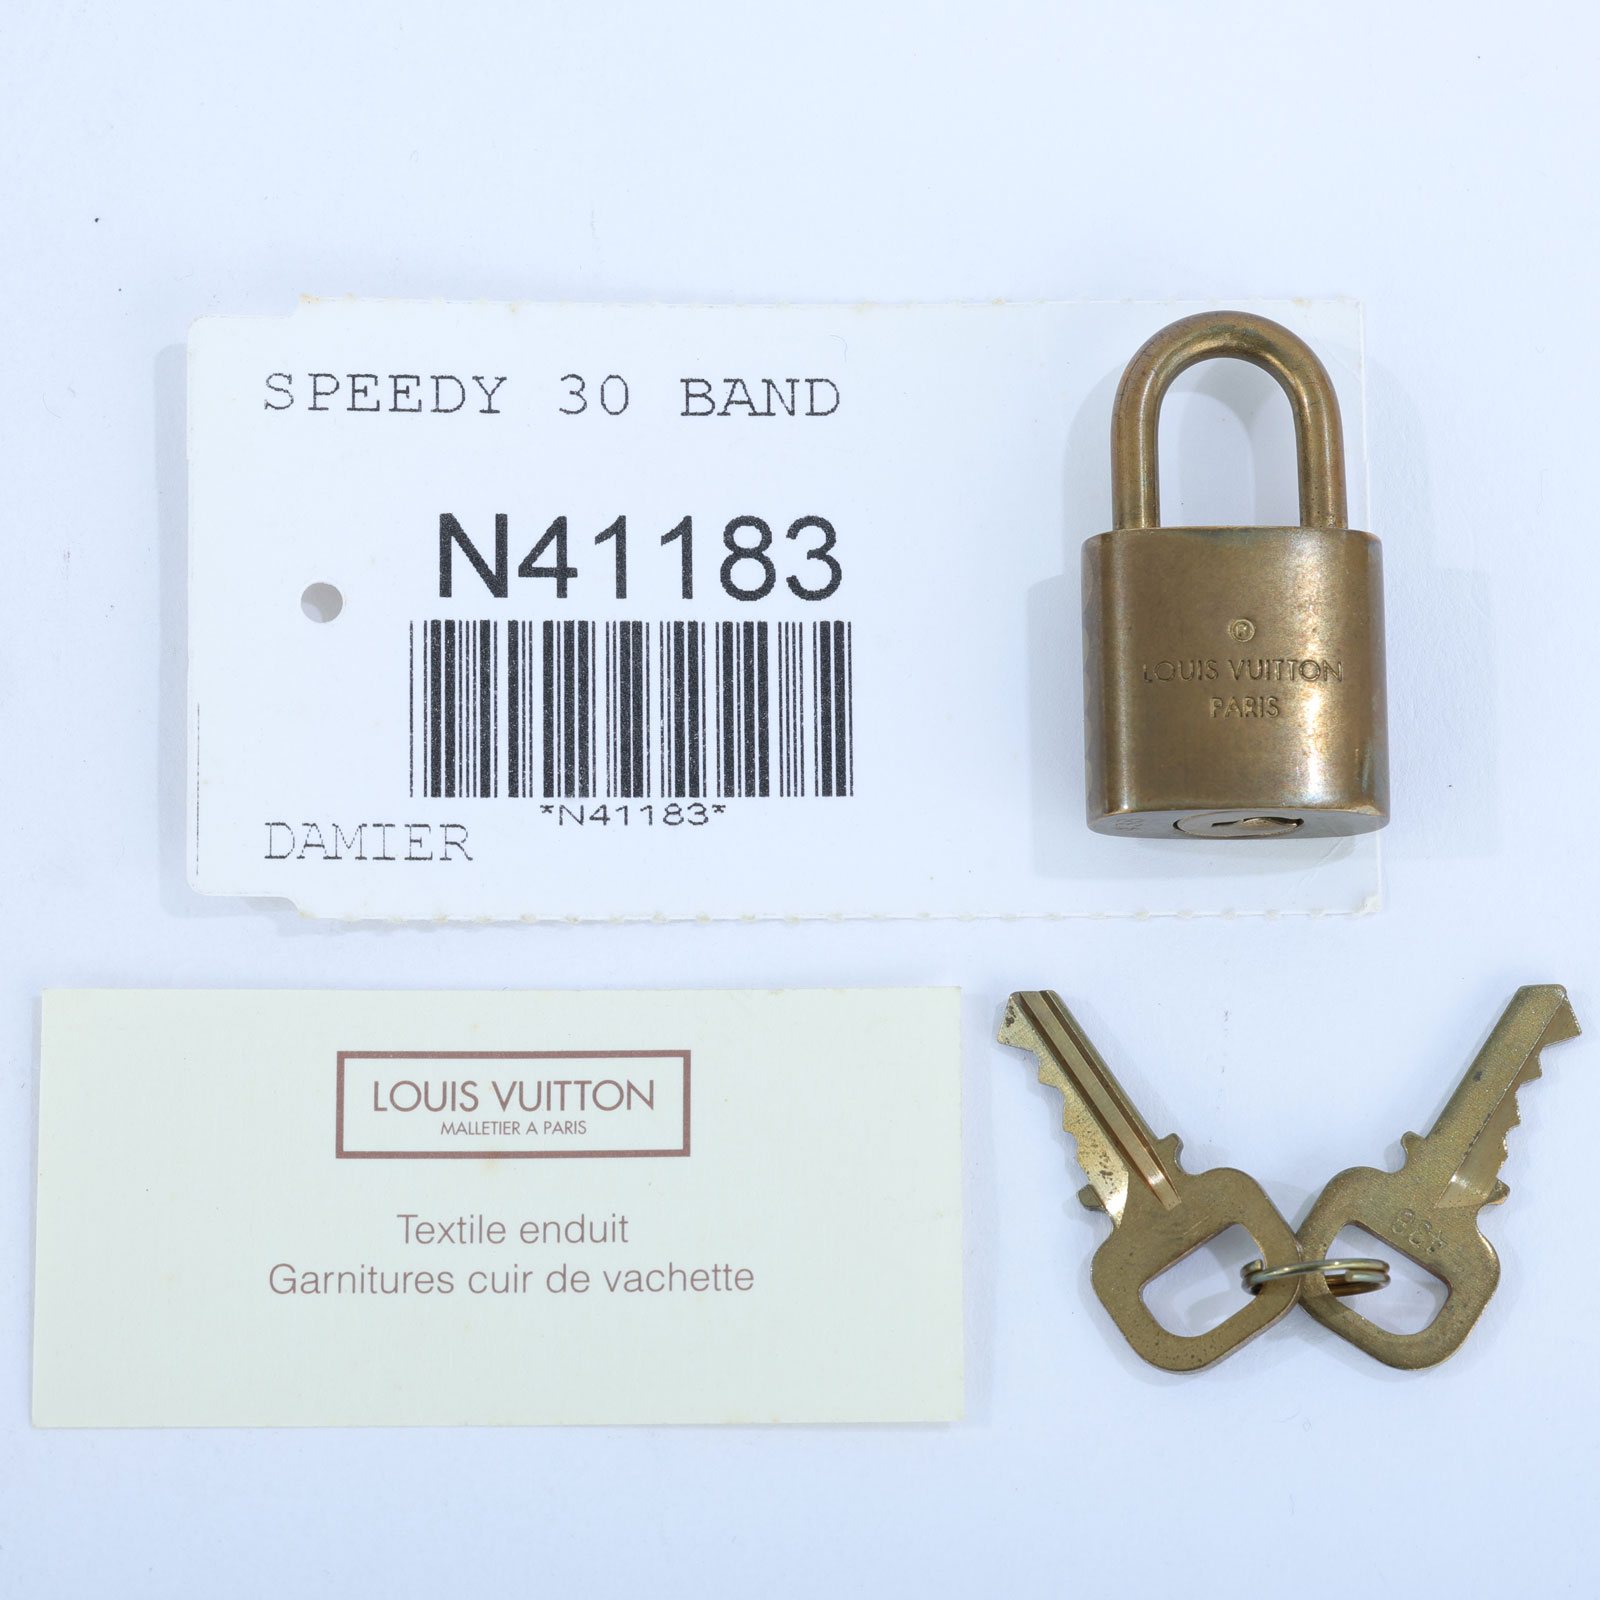 SPEEDY 30 BAND
N41183
*N41183*
DAMIER
LOUIS VUITTON
PARIS
LOUIS VUITTON
MALLETIER A PARIS
Textile enduit
Garnitures cuir de vachette